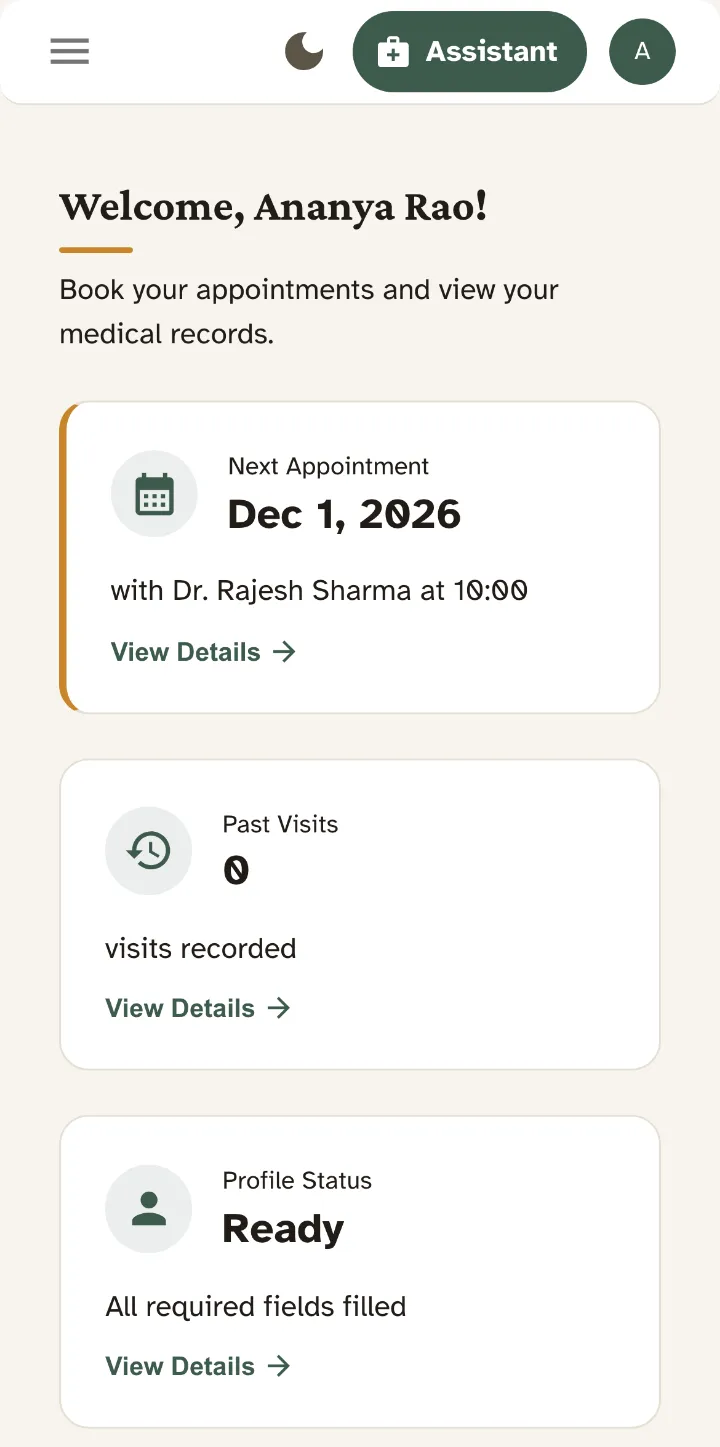 Assistant
A
Welcome, Ananya Rao!
Book your appointments and view your
medical records.
Next Appointment
Dec 1, 2026
with Dr. Rajesh Sharma at 10:00
View Details →
Past Visits
0
visits recorded
View Details →
Profile Status
Ready
All required fields filled
View Details →